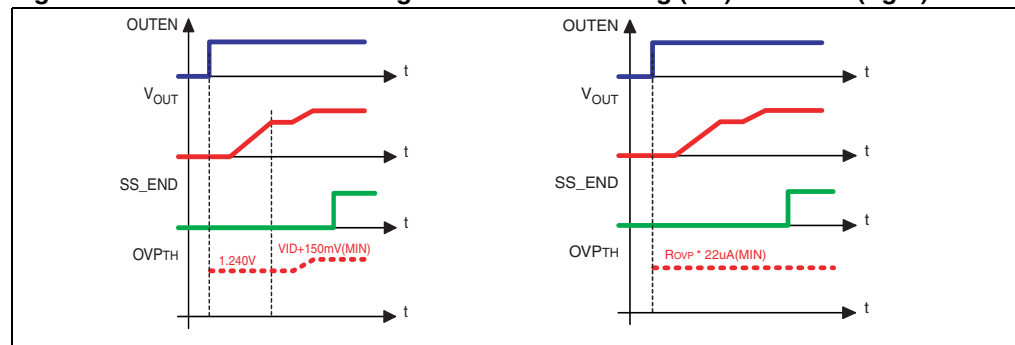 OUTEN
t
VOUT
t
SS_END
t
OVPTH
1.240V
VID+150mV(MIN)
t
OUTEN
t
VOUT
t
SS_END
t
OVPTH
ROVP * 22uA(MIN)
t